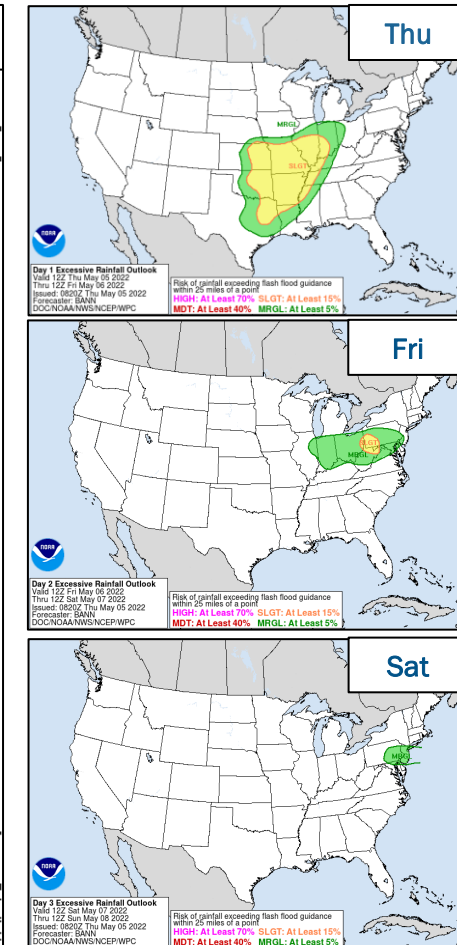 Thu
MRGL
SLGT
NOAA
Day 1 Excessive Rainfall Outlook
Valid 12Z Thu May 05 2022
Thru 12Z Fri May 06 2022
Issued: 0820Z Thu May 05 2022
Forecaster: BANN
DOC/NOAA/NWS/NCEP/WPC
Risk of rainfall exceeding flash flood guidance
within 25 miles of a point
HIGH: At Least 70% SLGT: At Least 15%
MDT: At Least 40% MRGL: At Least 5%
Fri
SLGT
MRGL
NOAA
Day 2 Excessive Rainfall Outlook
Valid 12Z Fri May 06 2022
Thru 12Z Sat May 07 2022
Issued: 0820Z Thu May 05 2022
Forecaster: BANN
DOC/NOAA/NWS/NCEP/WPC
Risk of rainfall exceeding flash flood guidance
within 25 miles of a point
HIGH: At Least 70% SLGT: At Least 15%
MDT: At Least 40% MRGL: At Least 5%
Sat
MRGL
NOAA
Day 3 Excessive Rainfall Outlook
Valid 12Z Sat May 07 2022
Thru 12Z Sun May 08 2022
Issued: 0820Z Thu May 05 2022
Forecaster: BANN
DOC/NOAA/NWS/NCEP/WPC
Risk of rainfall exceeding flash flood guidance
within 25 miles of a point
HIGH: At Least 70% SLGT: At Least 15%
MDT: At Least 40% MRGL: At Least 5%